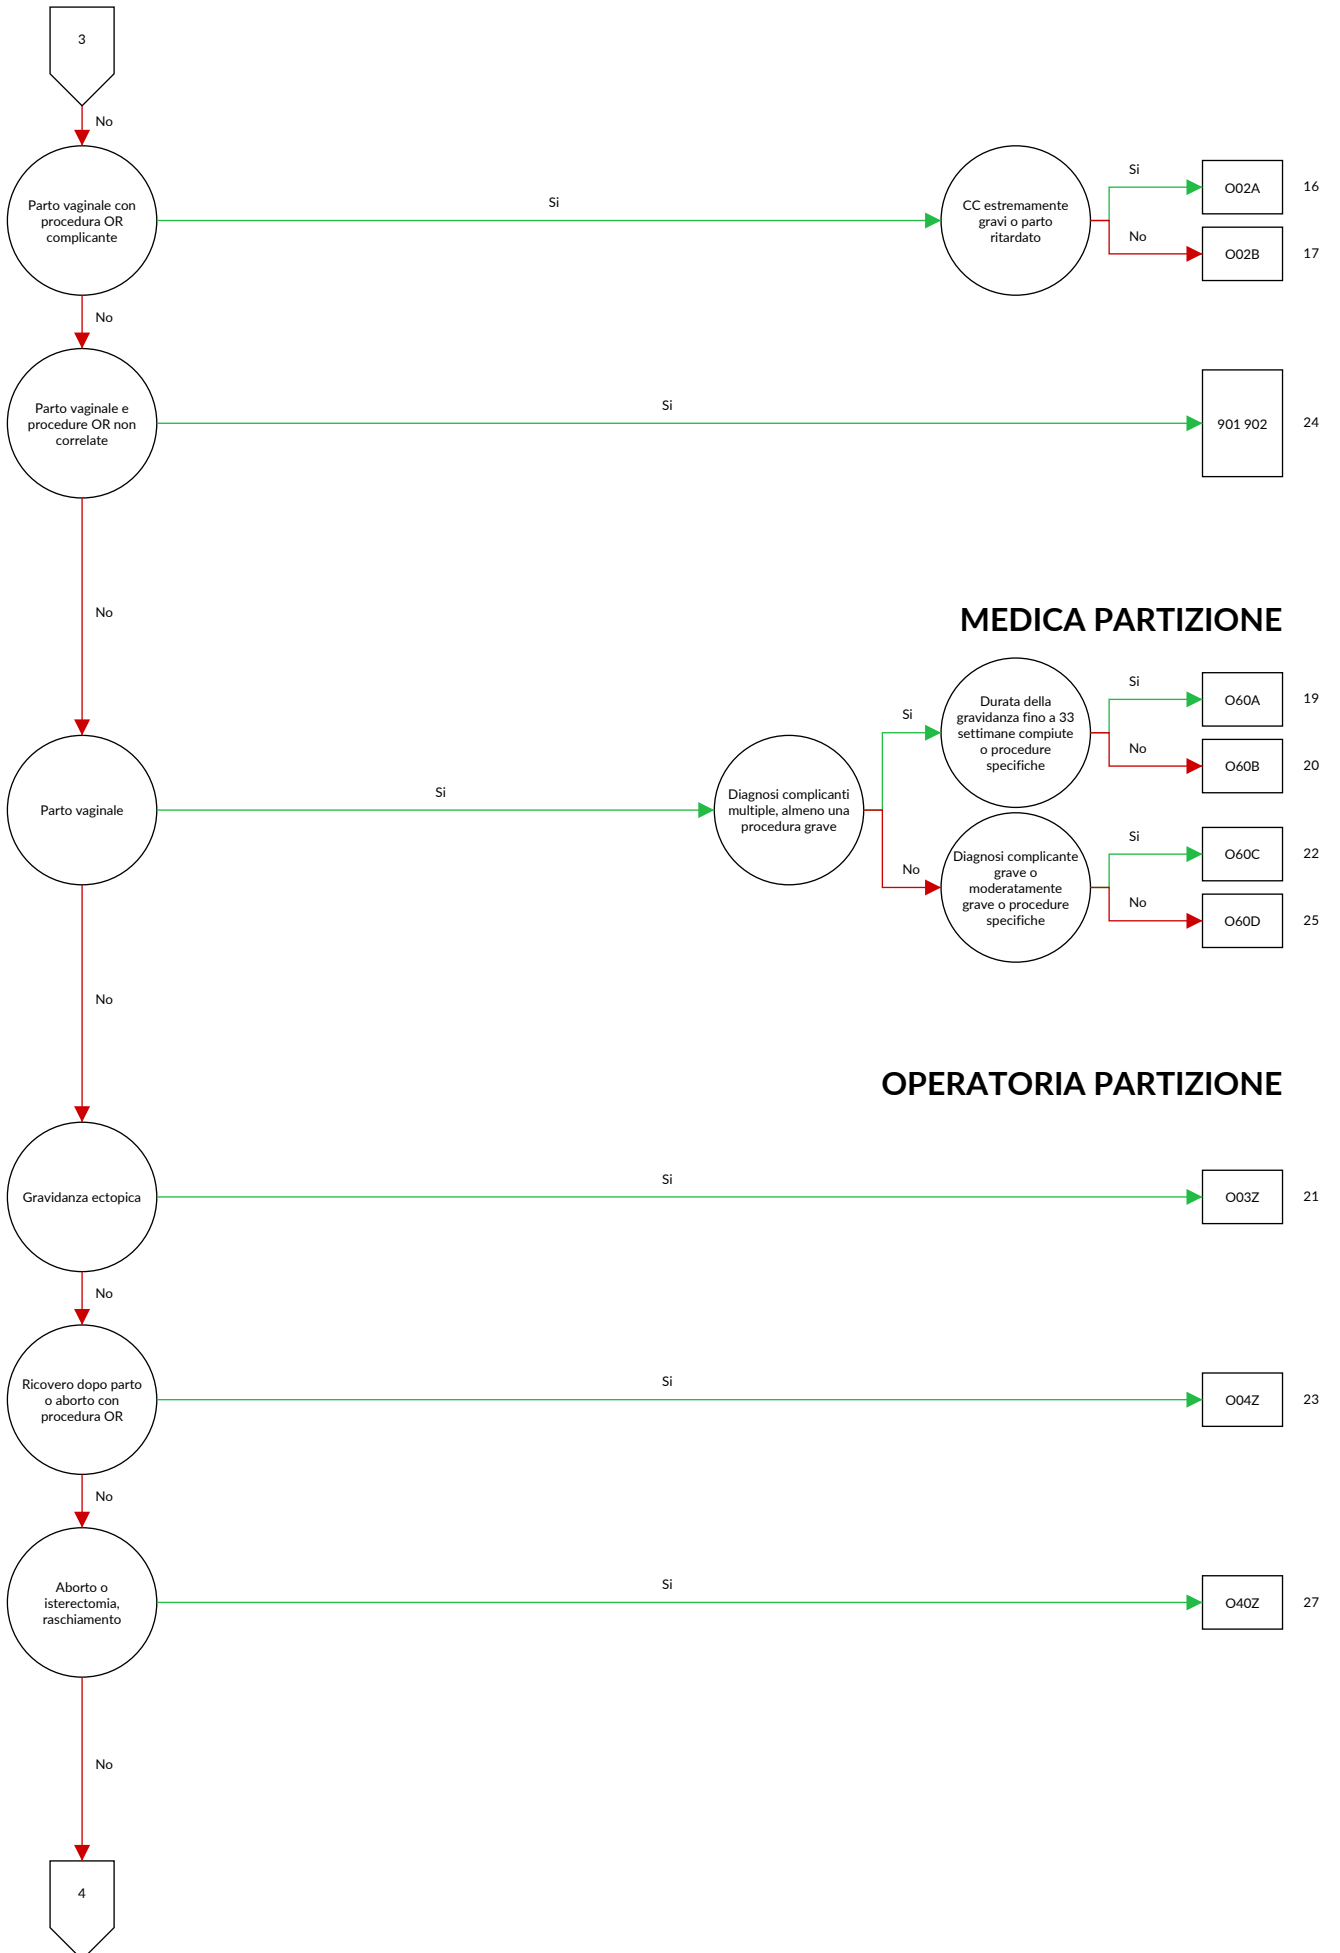 3
No
Parto vaginale con
procedura OR
complicante
Si
CC estremamente
gravi o parto
ritardato
Si
O02A
16
No
O02B
17
No
Parto vaginale e
procedure OR non
correlate
Si
901 902
24
No
MEDICA PARTIZIONE
Parto vaginale
Si
Diagnosi complicanti
multiple, almeno una
procedura grave
Si
Durata della
gravidanza fino a 33
settimane compiute
o procedure
specifiche
Si
O60A
19
No
O60B
20
No
Diagnosi complicante
grave o
moderatamente
grave o procedure
specifiche
Si
O60C
22
No
O60D
25
No
OPERATORIA PARTIZIONE
Gravidanza ectopica
Si
O03Z
21
No
Ricovero dopo parto
o aborto con
procedura OR
Si
O04Z
23
No
Aborto o
isterectomia,
raschiamento
Si
O40Z
27
No
4